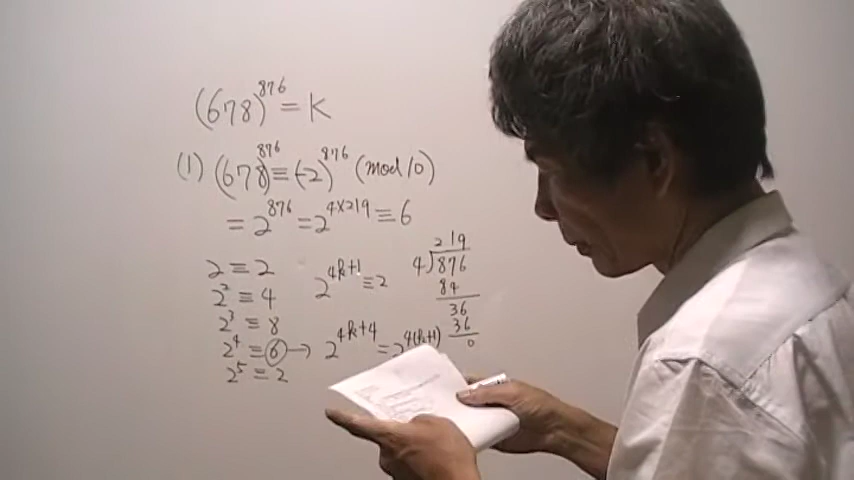 (678)^876 = K
(1) (678)^876 ≡ (-2)^876 (mod 10)
= 2^876 = 2^4×219 ≡ 6
2 ≡ 2
2^2 ≡ 4
2^3 ≡ 8
2^4 ≡ 6 → 2^4k+4 = 2^4(k+1)
2^5 ≡ 2
2^4k+1 ≡ 2
219
4)876
84
36
36
0